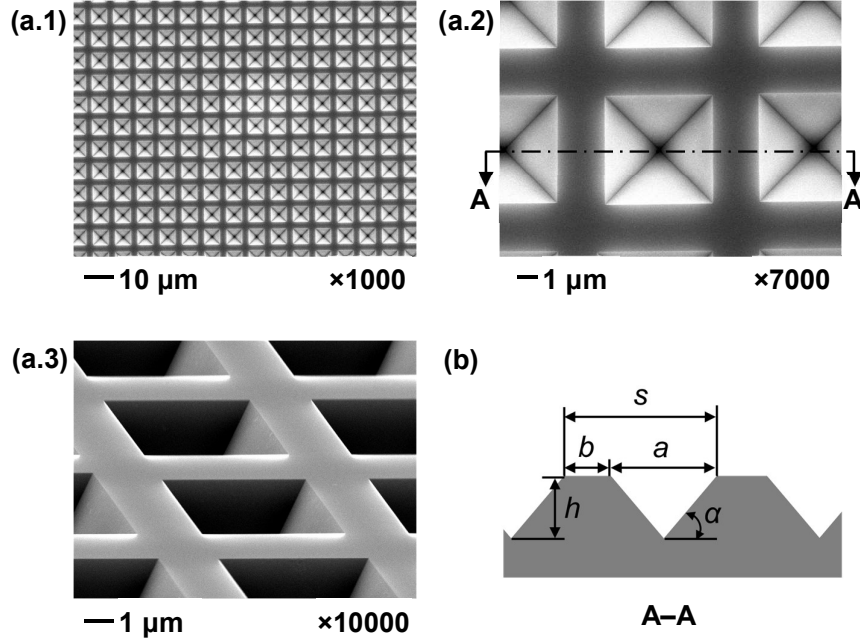 (a.1)
(a.2)
A
A
10 µm
×1000
1 µm
×7000
(a.3)
(b)
s
b
a
h
α
1 µm
×10000
A–A